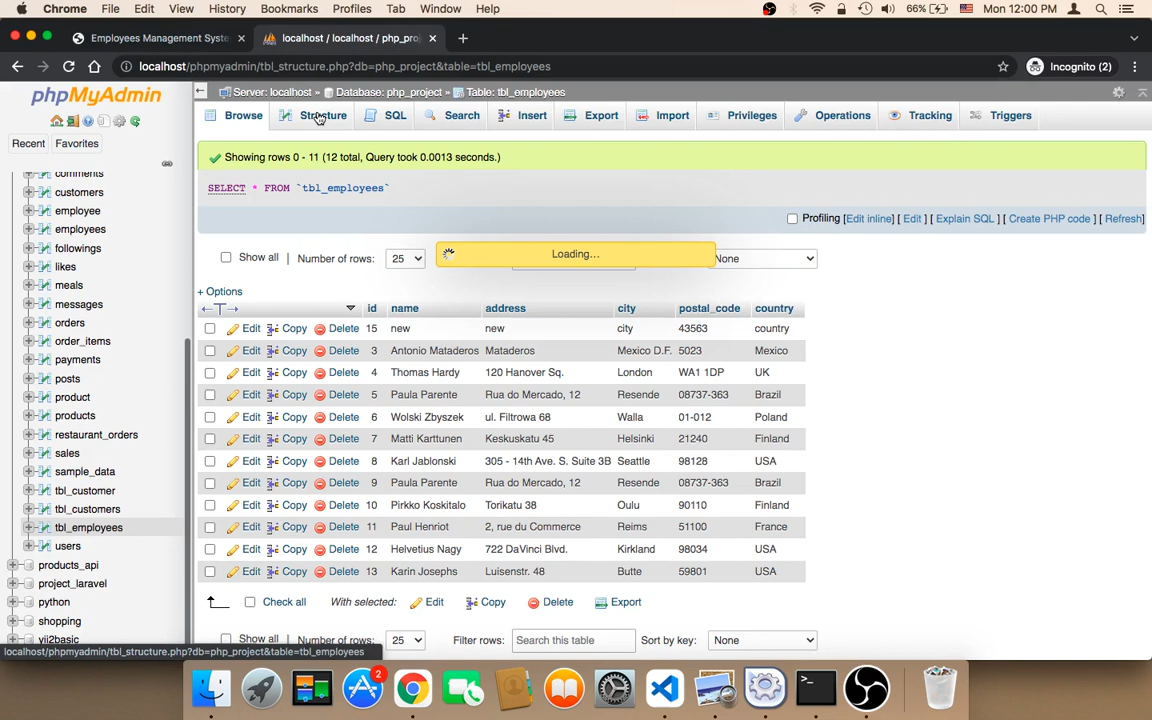 Chrome File Edit View History Bookmarks Profiles Tab Window Help 66% Mon 12:00 PM
Employees Management Syste localhost / localhost / php_pro
localhost/phpmyadmin/tbl_structure.php?db=php_project&table=tbl_employees Incognito (2)
phpMyAdmin
Recent Favorites
comments
customers
employee
employees
followings
likes
meals
messages
orders
order_items
payments
posts
product
products
restaurant_orders
sales
sample_data
tbl_customer
tbl_customers
tbl_employees
users
products_api
project_laravel
python
shopping
yii2basic
localhost/phpmyadmin/tbl_structure.php?db=php_project&table=tbl_employees
Server: localhost » Database: php_project » Table: tbl_employees
Browse Structure SQL Search Insert Export Import Privileges Operations Tracking Triggers
Showing rows 0 - 11 (12 total, Query took 0.0013 seconds.)
SELECT * FROM `tbl_employees`
Profiling [Edit inline] [ Edit ] [ Explain SQL ] [ Create PHP code ] [ Refresh]
Show all | Number of rows: 25 Loading… None
+ Options
←T→ id name address city postal_code country
Edit Copy Delete 15 new new city 43563 country
Edit Copy Delete 3 Antonio Mataderos Mataderos Mexico D.F. 5023 Mexico
Edit Copy Delete 4 Thomas Hardy 120 Hanover Sq. London WA1 1DP UK
Edit Copy Delete 5 Paula Parente Rua do Mercado, 12 Resende 08737-363 Brazil
Edit Copy Delete 6 Wolski Zbyszek ul. Filtrowa 68 Walla 01-012 Poland
Edit Copy Delete 7 Matti Karttunen Keskuskatu 45 Helsinki 21240 Finland
Edit Copy Delete 8 Karl Jablonski 305 - 14th Ave. S. Suite 3B Seattle 98128 USA
Edit Copy Delete 9 Paula Parente Rua do Mercado, 12 Resende 08737-363 Brazil
Edit Copy Delete 10 Pirkko Koskitalo Torikatu 38 Oulu 90110 Finland
Edit Copy Delete 11 Paul Henriot 2, rue du Commerce Reims 51100 France
Edit Copy Delete 12 Helvetius Nagy 722 DaVinci Blvd. Kirkland 98034 USA
Edit Copy Delete 13 Karin Josephs Luisenstr. 48 Butte 59801 USA
Check all With selected: Edit Copy Delete Export
Show all | Number of rows: 25 Filter rows: Search this table Sort by key: None
2